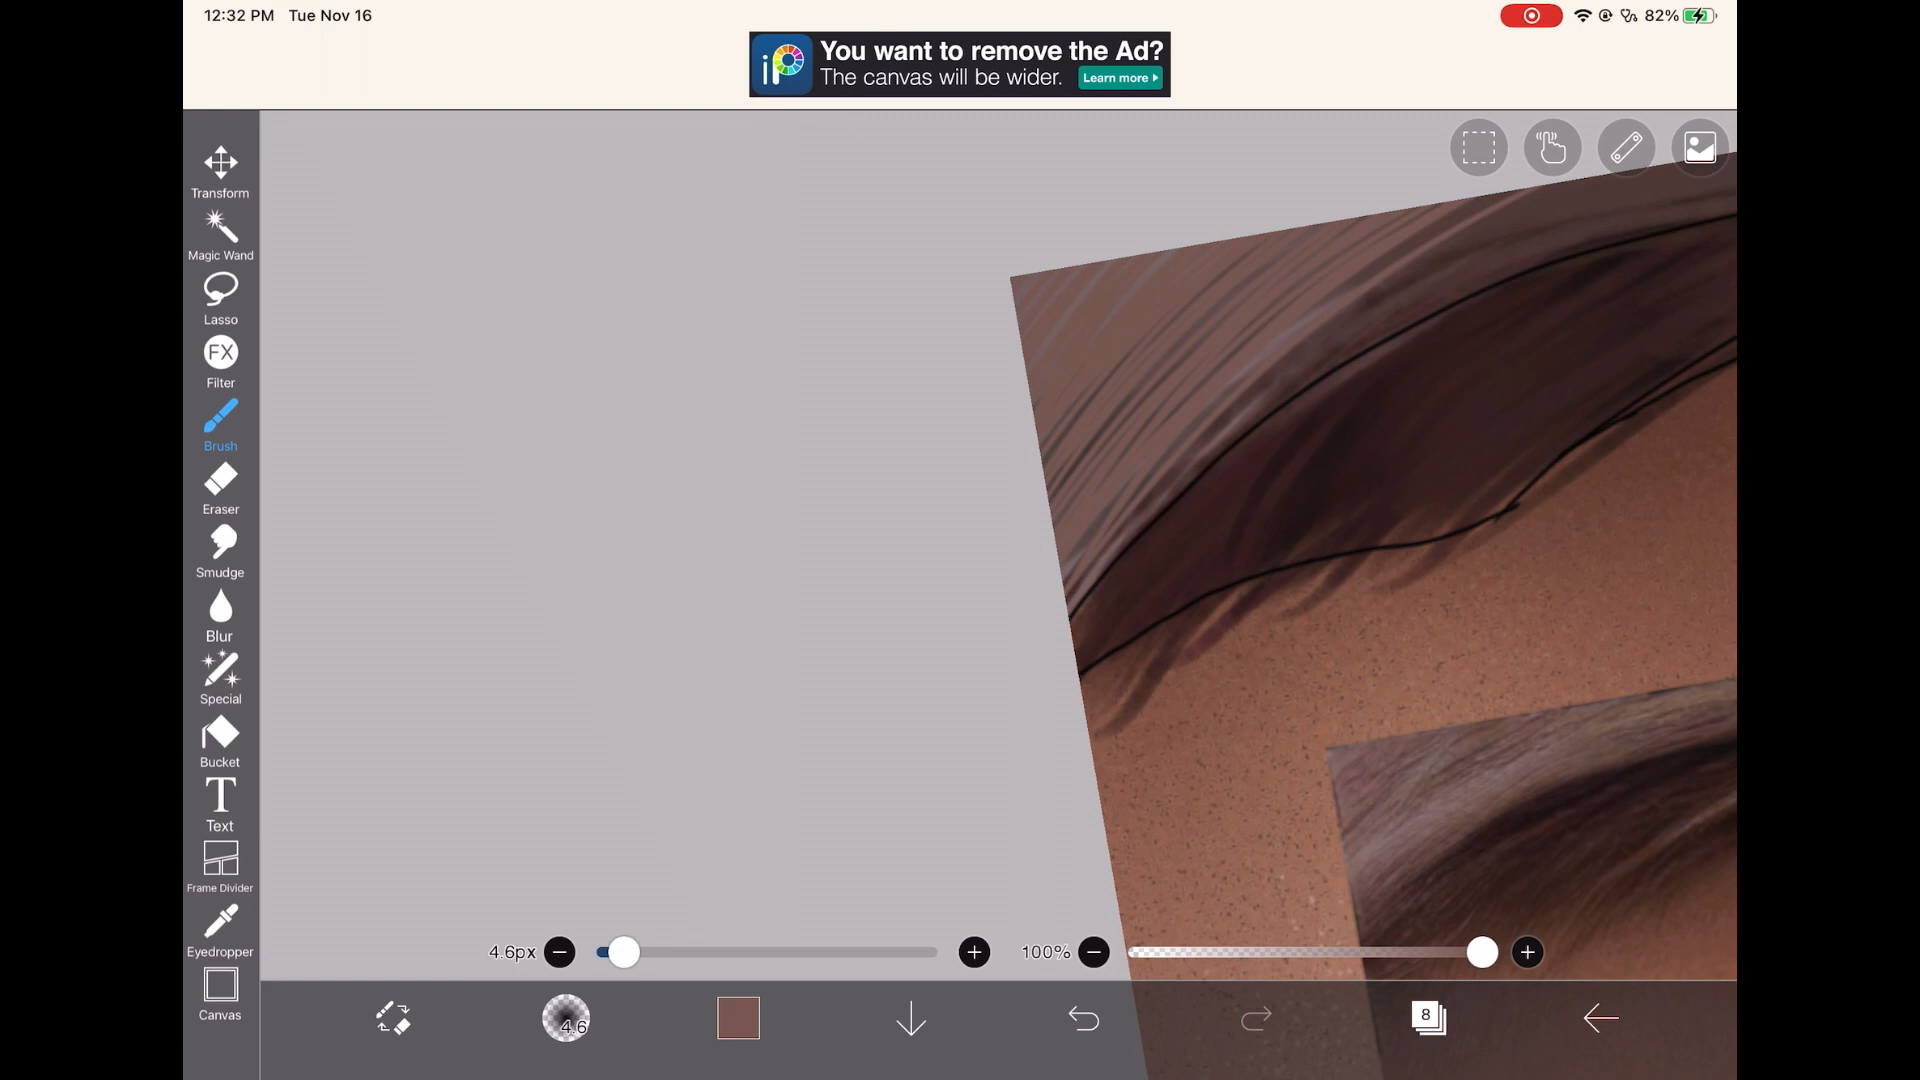 12:32 PM Tue Nov 16
82%
iP
You want to remove the Ad?
The canvas will be wider. Learn more
Transform
Magic Wand
Lasso
FX
Filter
Brush
Eraser
Smudge
Blur
Special
Bucket
T
Text
Frame Divider
Eyedropper
Canvas
4.6px
100%
4.6
8